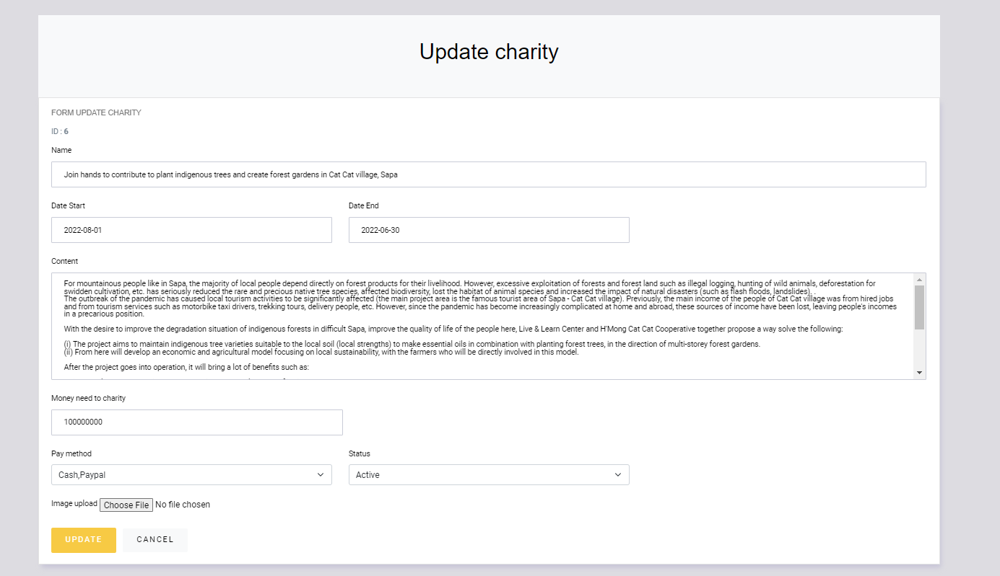 Update charity
FORM UPDATE CHARITY
ID : 6
Name
Join hands to contribute to plant indigenous trees and create forest gardens in Cat Cat village, Sapa
Date Start
Date End
2022-08-01
2022-06-30
Content
For mountainous people like in Sapa, the majority of local people depend directly on forest products for their livelihood. However, excessive exploitation of forests and forest land such as illegal logging, hunting of wild animals, deforestation for
swidden cultivation, etc. has seriously reduced the rare and precious native tree species, affected biodiversity, lost the habitat of animal species and increased the impact of natural disasters (such as flash floods, landslides). .
The outbreak of the pandemic has caused local tourism activities to be significantly affected (the main project area is the famous tourist area of Sapa - Cat Cat village). Previously, the main income of the people of Cat Cat village was from hired jobs
and from tourism services such as motorbike taxi drivers, trekking tours, delivery people, etc. However, since the pandemic has become increasingly complicated at home and abroad, these sources of income have been lost, leaving people's incomes
in a precarious position.
With the desire to improve the degradation situation of indigenous forests in difficult Sapa, improve the quality of life of the people here, Live & Learn Center and H'Mong Cat Cat Cooperative together propose a way solve the following:
(i) The project aims to maintain indigenous tree varieties suitable to the local soil (local strengths) to make essential oils in combination with planting forest trees, in the direction of multi-storey forest gardens.
(ii) From here will develop an economic and agricultural model focusing on local sustainability, with the farmers who will be directly involved in this model.
After the project goes into operation, it will bring a lot of benefits such as:
Money need to charity
100000000
Pay method
Status
Cash,Paypal
Active
Image upload Choose File No file chosen
UPDATE
CANCEL